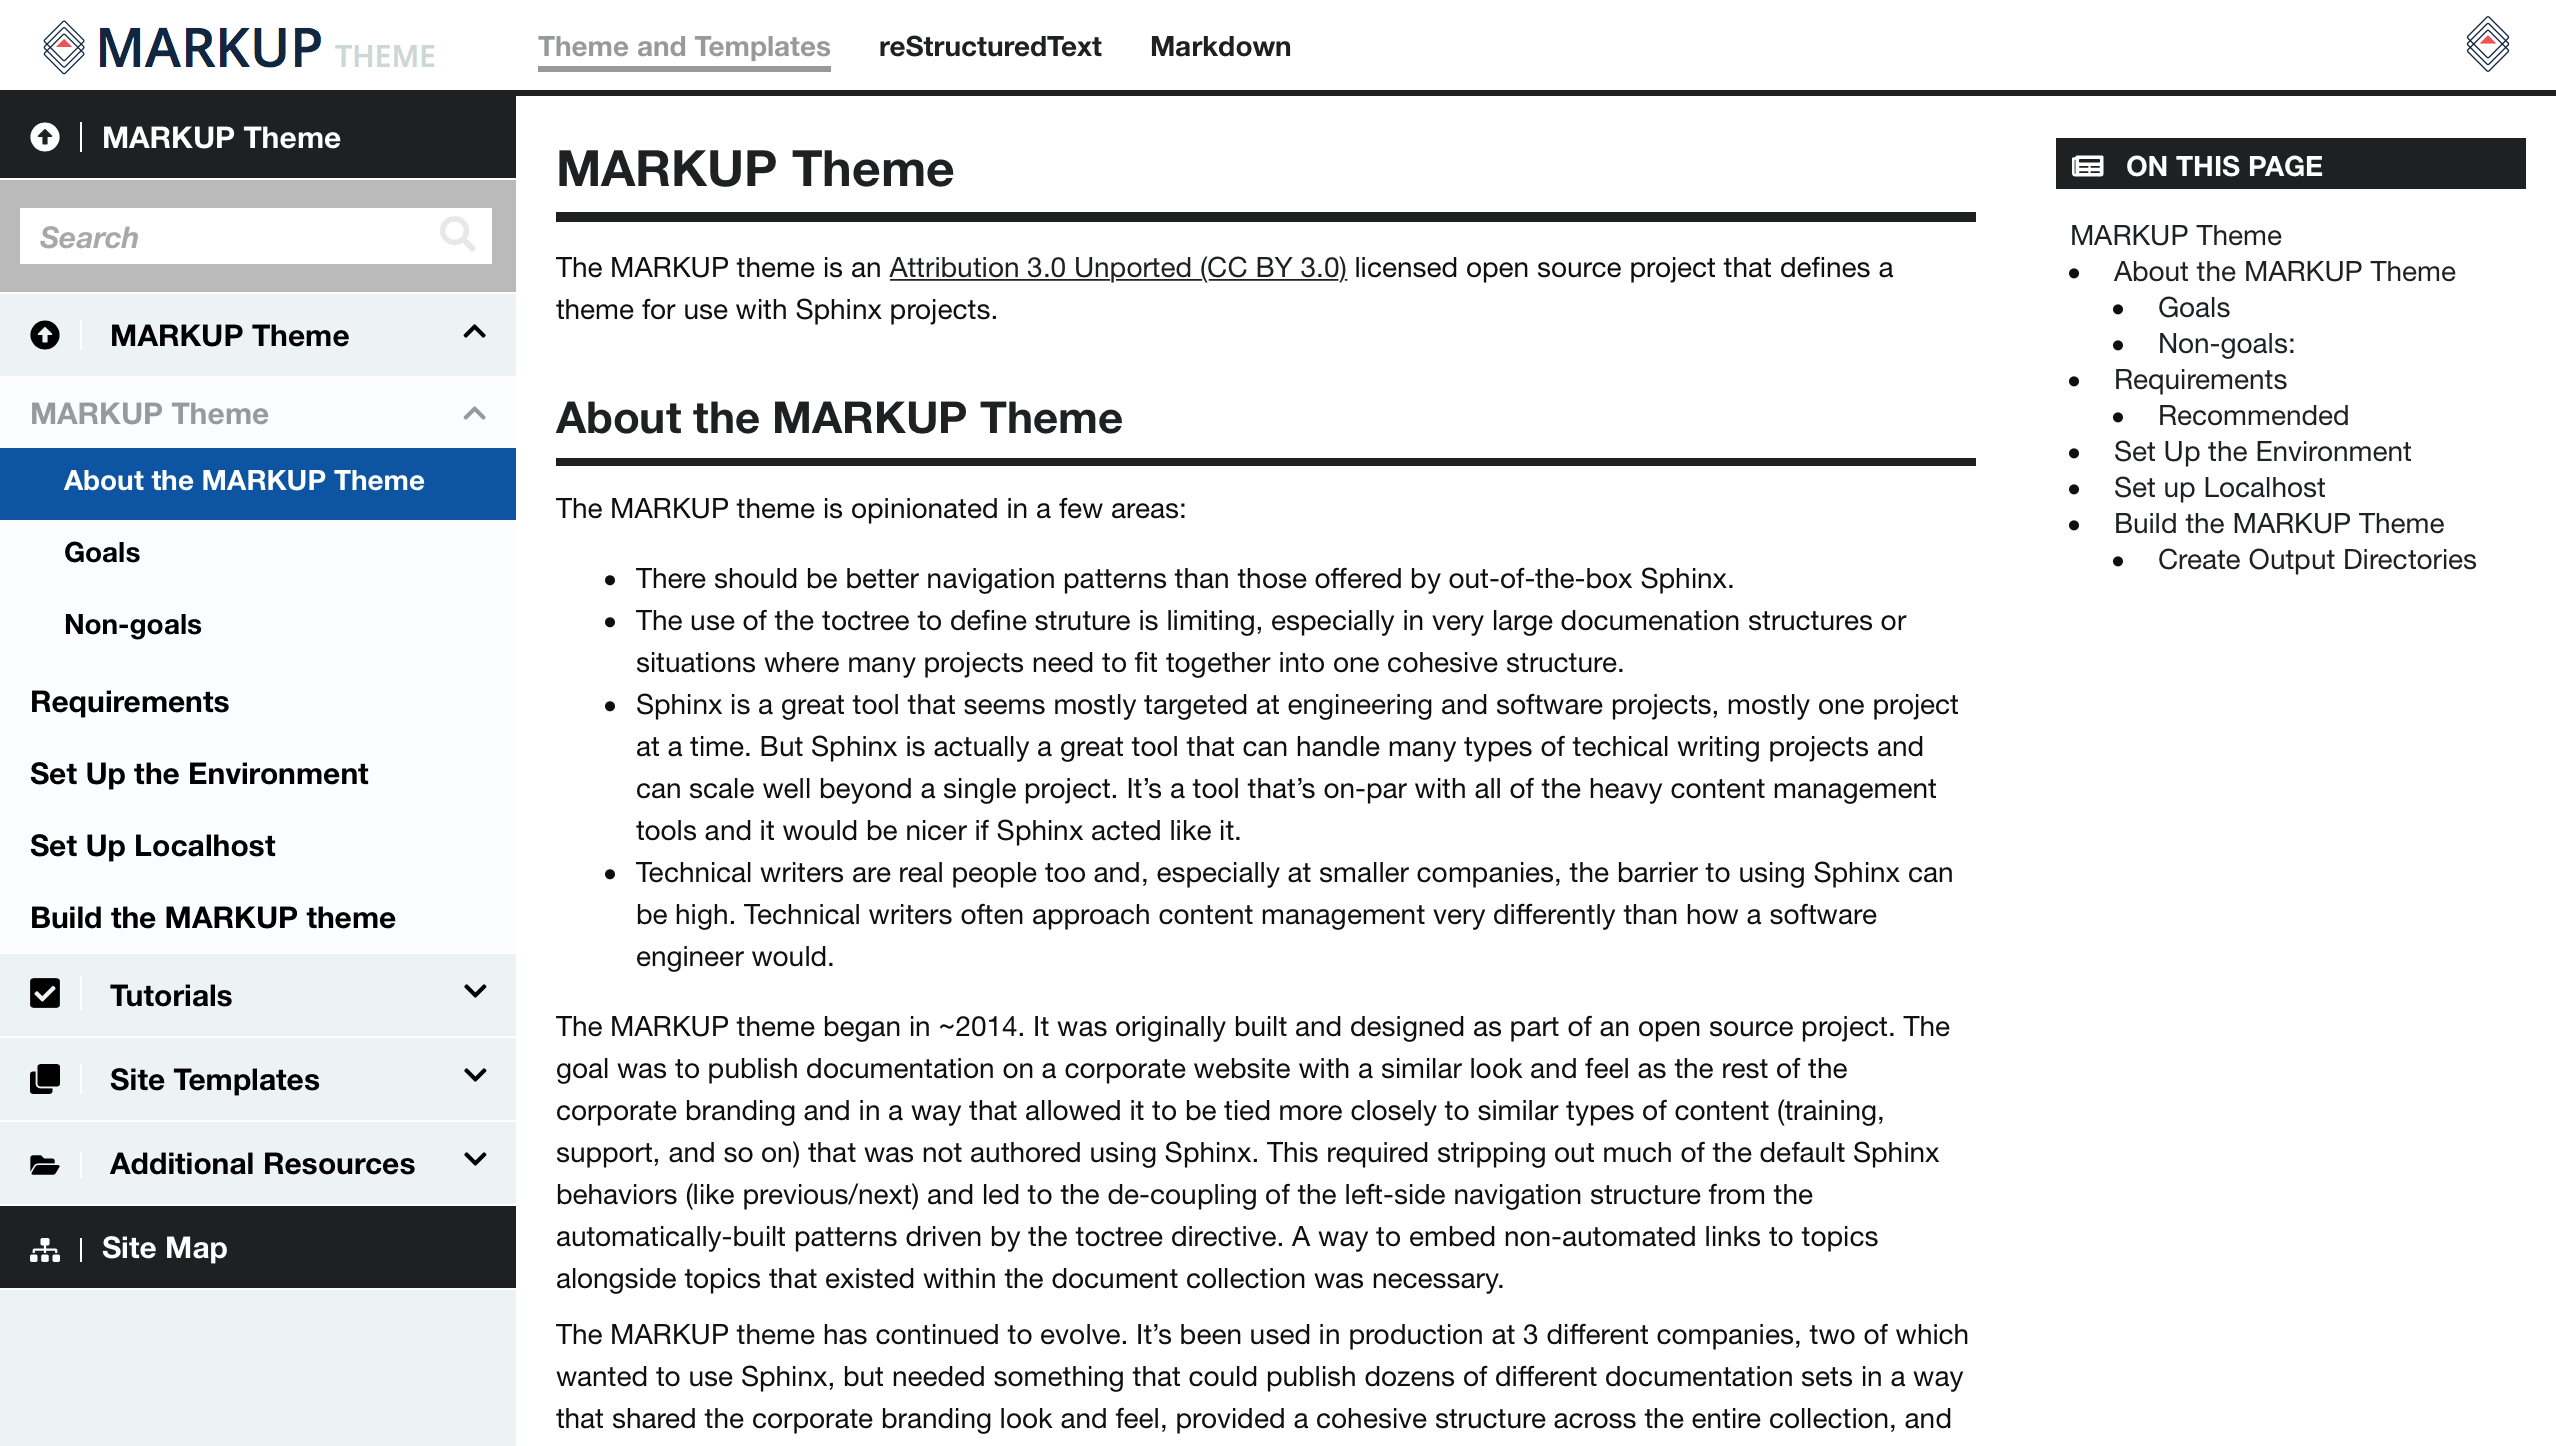 MARKUP THEME
Theme and Templates
reStructuredText
Markdown
MARKUP Theme
Search
MARKUP Theme
MARKUP Theme
About the MARKUP Theme
Goals
Non-goals
Requirements
Set Up the Environment
Set Up Localhost
Build the MARKUP theme
Tutorials
Site Templates
Additional Resources
Site Map
MARKUP Theme
The MARKUP theme is an Attribution 3.0 Unported (CC BY 3.0) licensed open source project that defines a
theme for use with Sphinx projects.
About the MARKUP Theme
The MARKUP theme is opinionated in a few areas:
• There should be better navigation patterns than those offered by out-of-the-box Sphinx.
• The use of the toctree to define struture is limiting, especially in very large documenation structures or
situations where many projects need to fit together into one cohesive structure.
• Sphinx is a great tool that seems mostly targeted at engineering and software projects, mostly one project
at a time. But Sphinx is actually a great tool that can handle many types of techical writing projects and
can scale well beyond a single project. It’s a tool that’s on-par with all of the heavy content management
tools and it would be nicer if Sphinx acted like it.
• Technical writers are real people too and, especially at smaller companies, the barrier to using Sphinx can
be high. Technical writers often approach content management very differently than how a software
engineer would.
The MARKUP theme began in ~2014. It was originally built and designed as part of an open source project. The
goal was to publish documentation on a corporate website with a similar look and feel as the rest of the
corporate branding and in a way that allowed it to be tied more closely to similar types of content (training,
support, and so on) that was not authored using Sphinx. This required stripping out much of the default Sphinx
behaviors (like previous/next) and led to the de-coupling of the left-side navigation structure from the
automatically-built patterns driven by the toctree directive. A way to embed non-automated links to topics
alongside topics that existed within the document collection was necessary.
The MARKUP theme has continued to evolve. It’s been used in production at 3 different companies, two of which
wanted to use Sphinx, but needed something that could publish dozens of different documentation sets in a way
that shared the corporate branding look and feel, provided a cohesive structure across the entire collection, and
ON THIS PAGE
MARKUP Theme
• About the MARKUP Theme
• Goals
• Non-goals:
• Requirements
• Recommended
• Set Up the Environment
• Set up Localhost
• Build the MARKUP Theme
• Create Output Directories